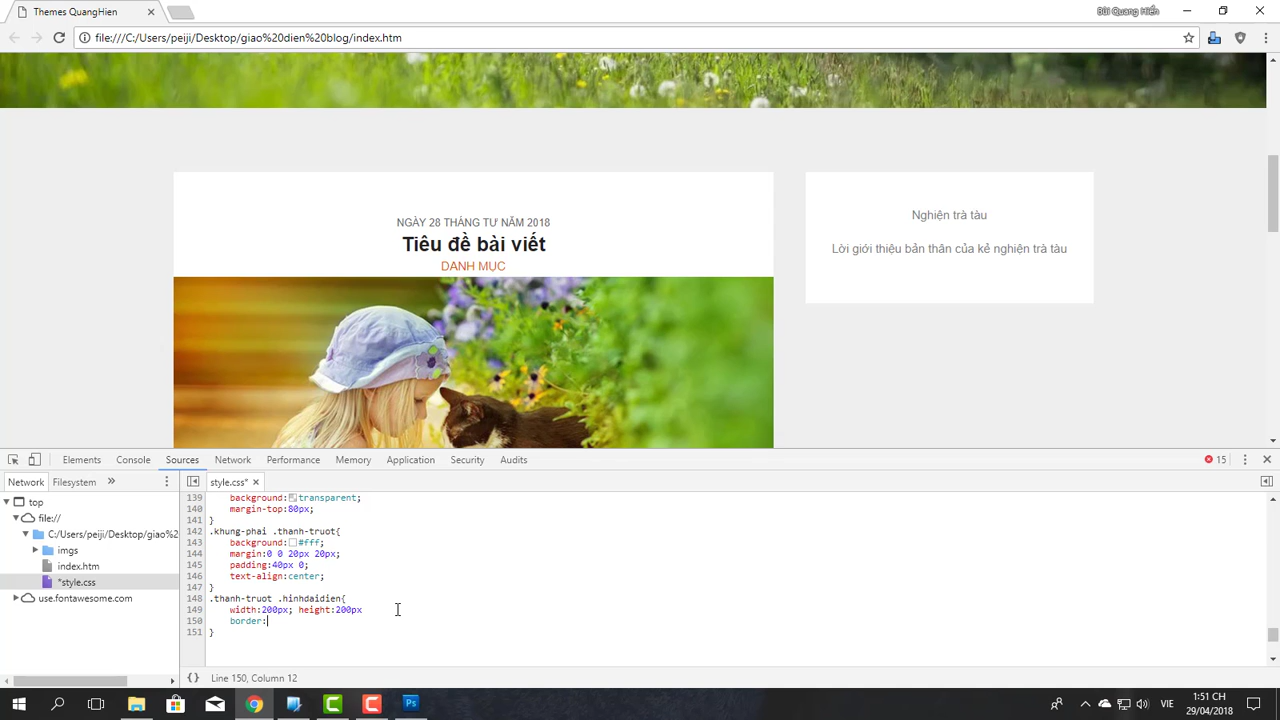 Themes QuangHien
Bùi Quang Hiến
file:///C:/Users/peiji/Desktop/giao%20dien%20blog/index.htm
NGÀY 28 THÁNG TƯ NĂM 2018
Tiêu đề bài viết
DANH MỤC
Nghiện trà tàu
Lời giới thiệu bản thân của kẻ nghiện trà tàu
Elements Console Sources Network Performance Memory Application Security Audits 15
Network Filesystem »
style.css*
top
file://
C:/Users/peiji/Desktop/giao%2
imgs
index.htm
*style.css
use.fontawesome.com
139 background:transparent;
140 margin-top:80px;
141 }
142 .khung-phai .thanh-truot{
143 background:#fff;
144 margin:0 0 20px 20px;
145 padding:40px 0;
146 text-align:center;
147 }
148 .thanh-truot .hinhdaidien{
149 width:200px; height:200px
150 border:
151 }
{} Line 150, Column 12
Ps
VIE
1:51 CH
29/04/2018